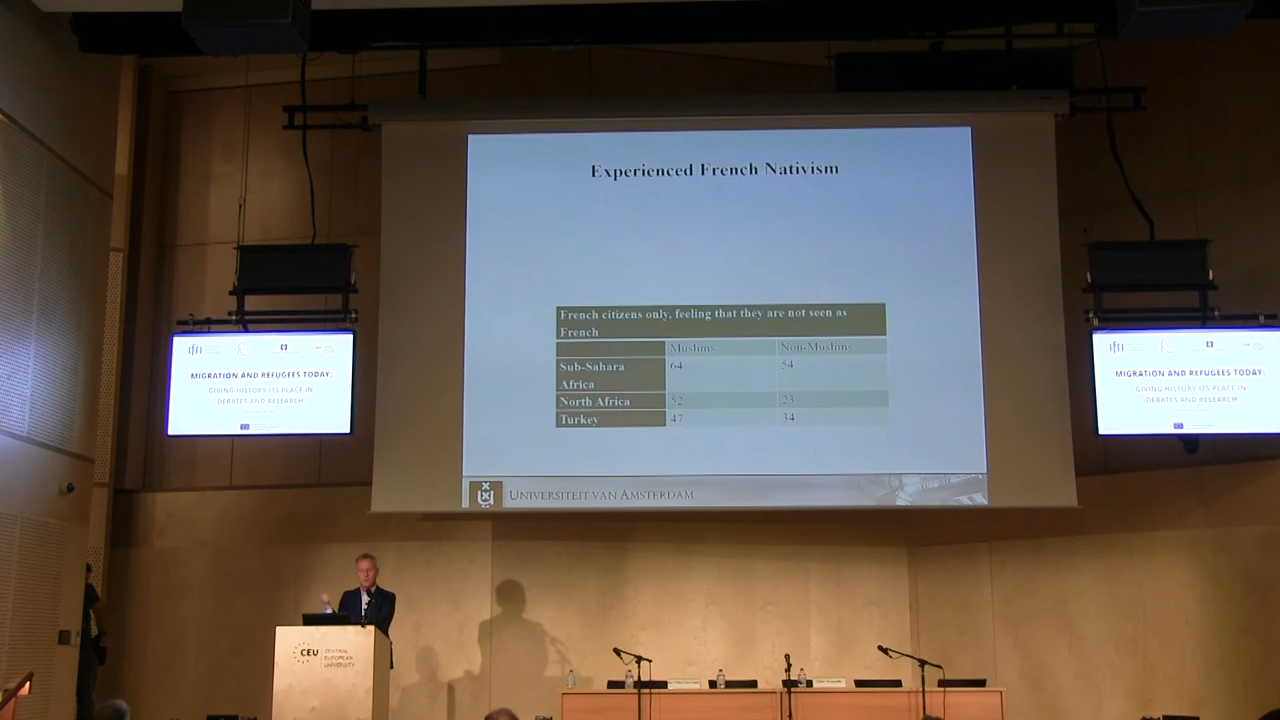 Experienced French Nativism
French citizens only, feeling that they are not seen as
French
Muslims Non-Muslims
Sub-Sahara
Africa 64 54
North Africa 52 23
Turkey 47 34
UNIVERSITEIT VAN AMSTERDAM
ifri
MIGRATION AND REFUGEES TODAY:
GIVING HISTORY ITS PLACE IN
DEBATES AND RESEARCH
ifri
MIGRATION AND REFUGEES TODAY:
GIVING HISTORY ITS PLACE IN
DEBATES AND RESEARCH
CEU CENTRAL
EUROPEAN
UNIVERSITY